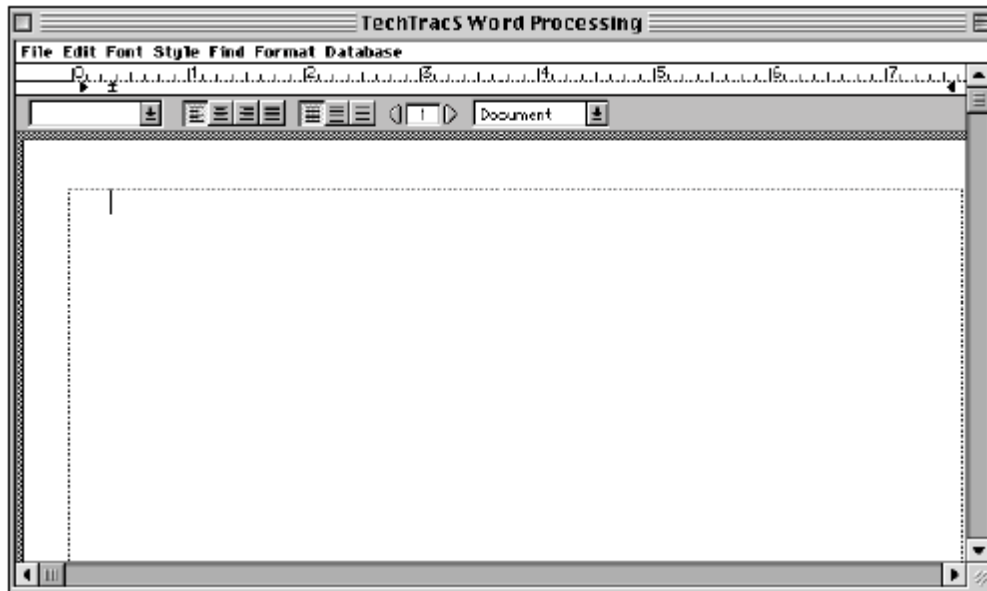 TechTracS Word Processing
File Edit Font Style Find Format Database
0 1 2 3 4 5 6 7
1 Document